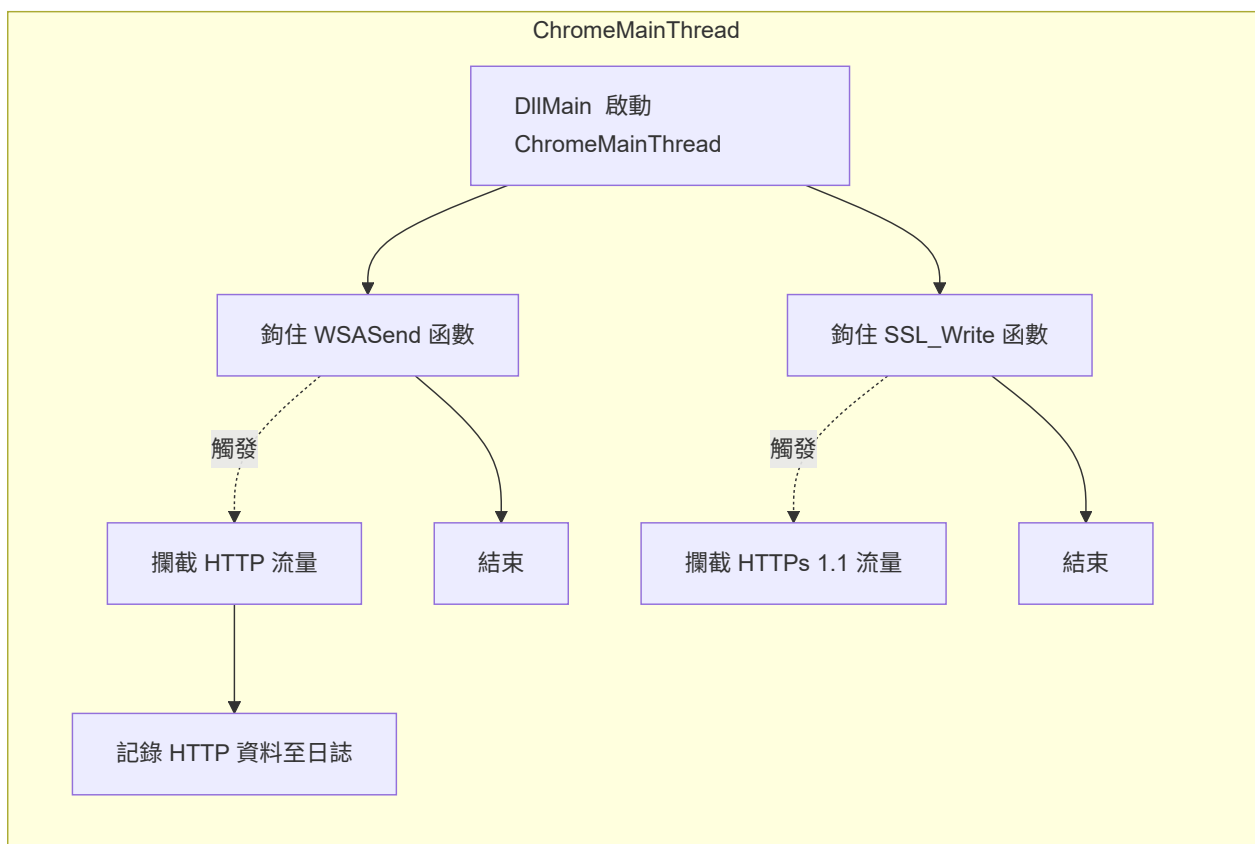 ChromeMainThread
DllMain 啟動
ChromeMainThread
鉤住 WSASend 函數
鉤住 SSL_Write 函數
觸發
觸發
攔截 HTTP 流量
結束
攔截 HTTPs 1.1 流量
結束
記錄 HTTP 資料至日誌